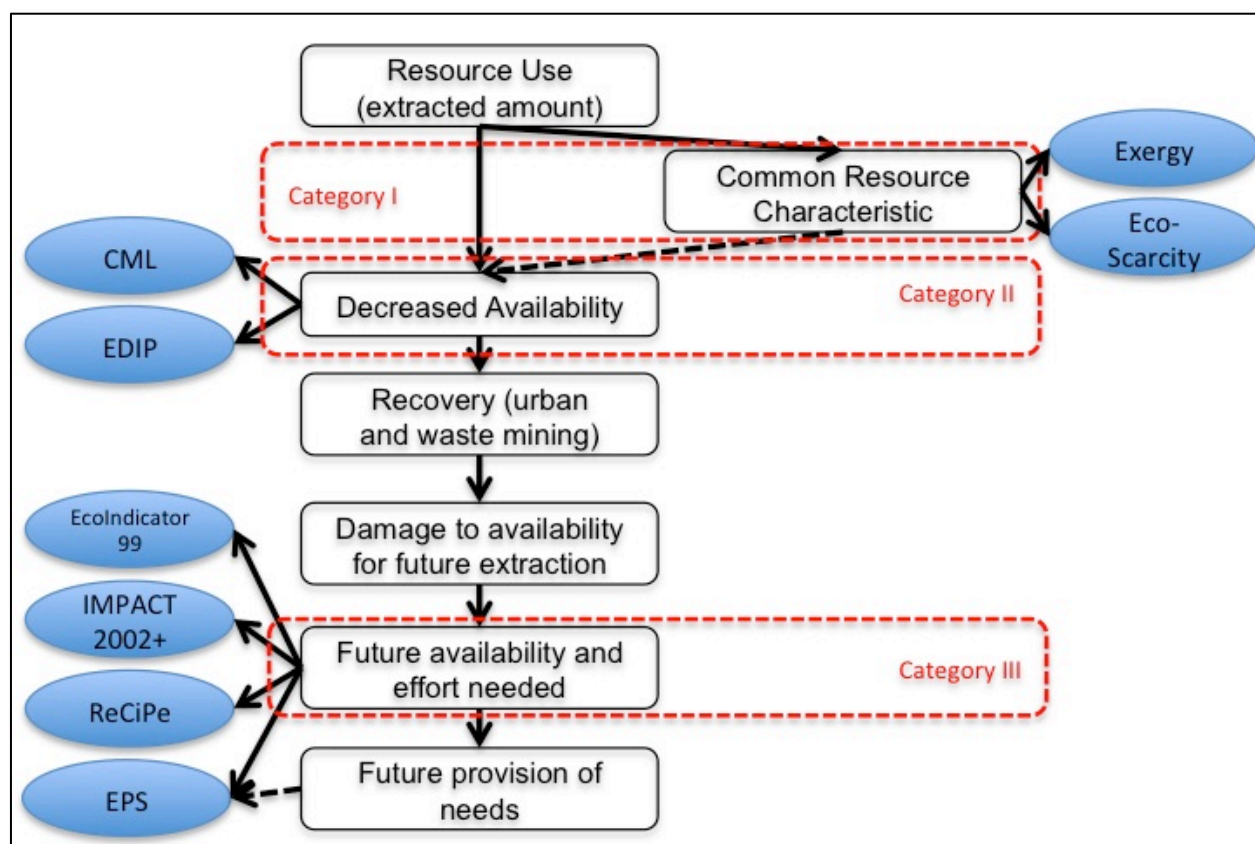 Resource Use
(extracted amount)
Category I
Common Resource
Characteristic
Exergy
Eco-
Scarcity
CML
EDIP
Decreased Availability
Category II
Recovery (urban
and waste mining)
EcoIndicator
99
Damage to availability
for future extraction
IMPACT
2002+
ReCiPe
Future availability and
effort needed
Category III
EPS
Future provision of
needs